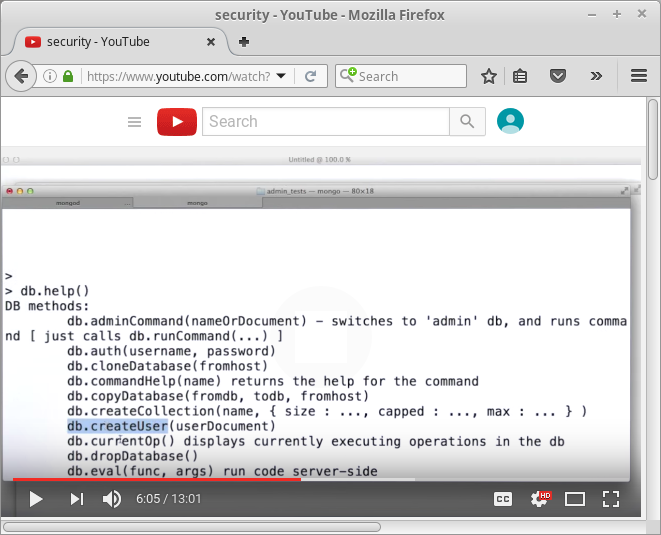 security - YouTube - Mozilla Firefox
security - YouTube
https://www.youtube.com/watch?
Search
Search
Untitled @ 100.0 %
admin_tests — mongo — 80×18
mongod
mongo
>
> db.help()
DB methods:
db.adminCommand(nameOrDocument) - switches to 'admin' db, and runs comma
nd [ just calls db.runCommand(...) ]
db.auth(username, password)
db.cloneDatabase(fromhost)
db.commandHelp(name) returns the help for the command
db.copyDatabase(fromdb, todb, fromhost)
db.createCollection(name, { size : ..., capped : ..., max : ... } )
db.createUser(userDocument)
db.currentOp() displays currently executing operations in the db
db.dropDatabase()
db.eval(func, args) run code server-side
6:05 / 13:01
CC
HD